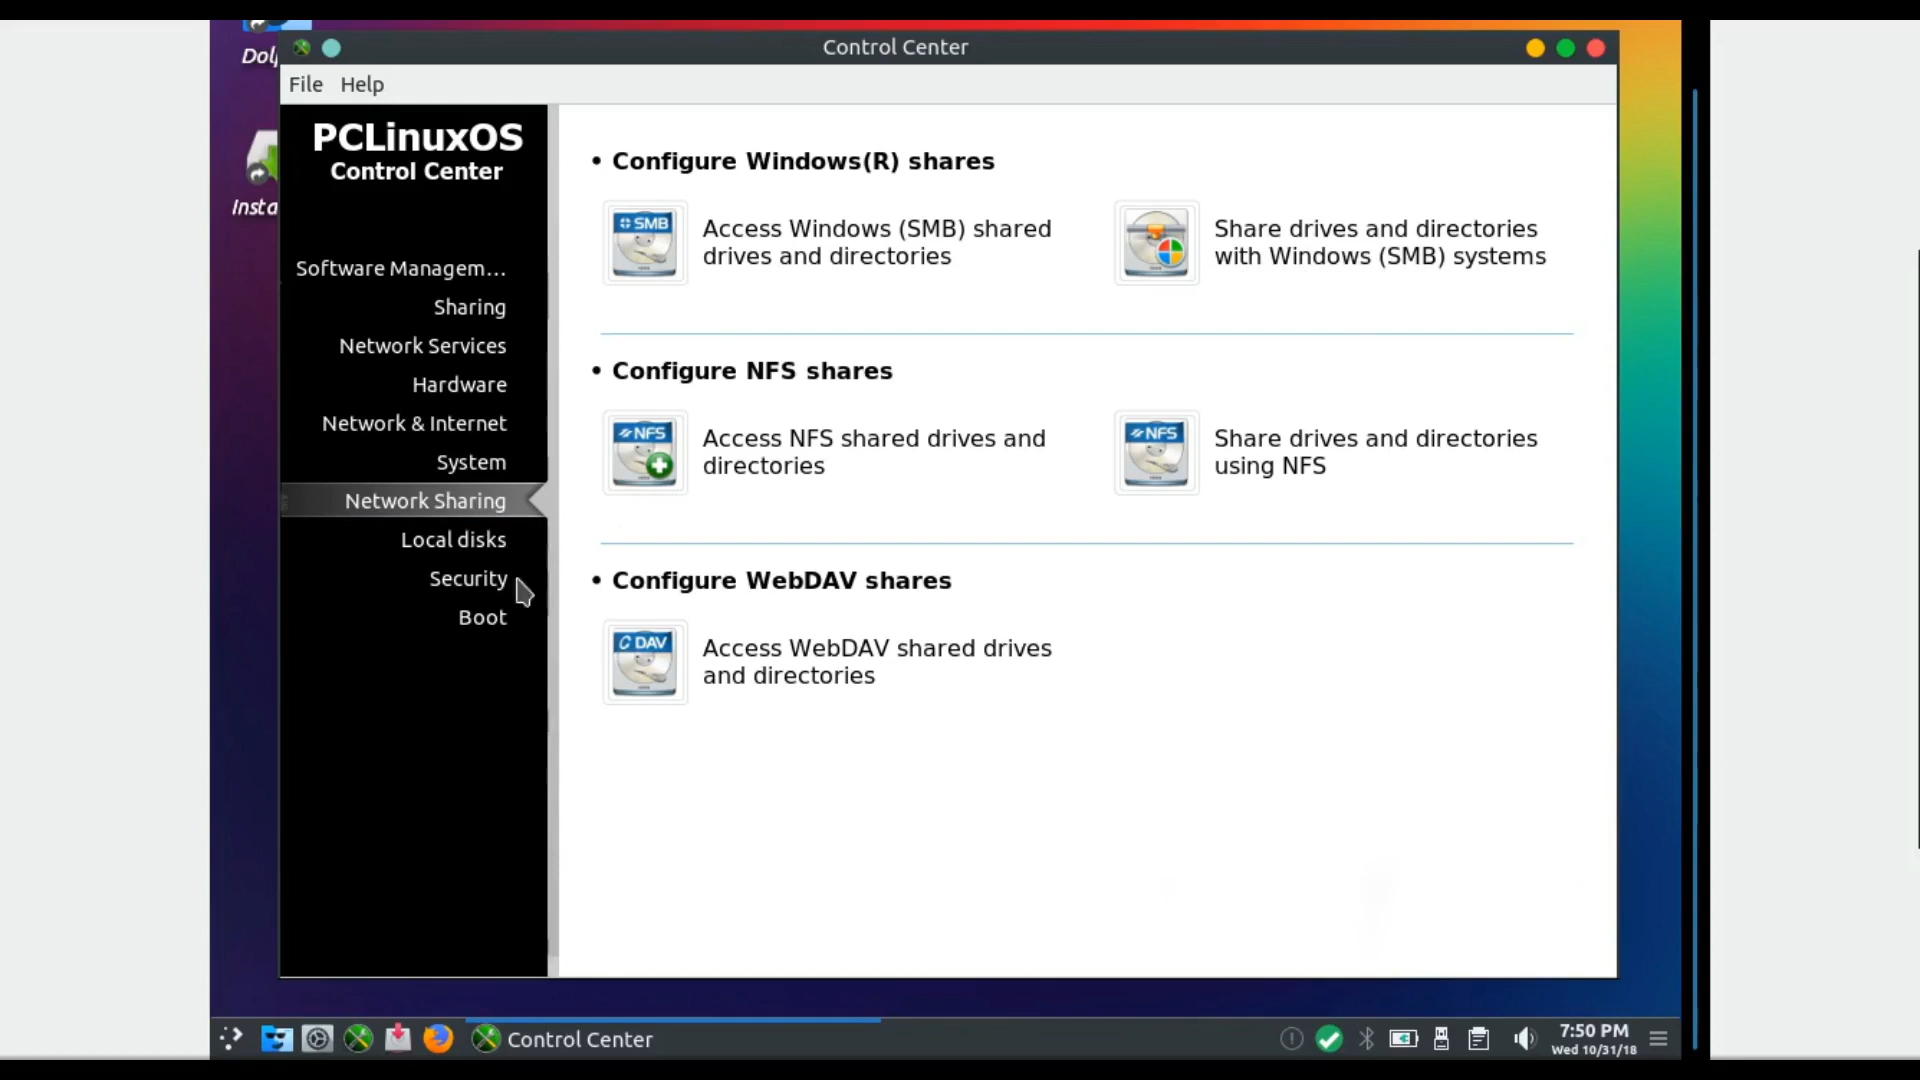 Control Center
File Help
PCLinuxOS
Control Center
Software Managem...
Sharing
Network Services
Hardware
Network & Internet
System
Network Sharing
Local disks
Security
Boot
• Configure Windows(R) shares
SMB
Access Windows (SMB) shared
drives and directories
Share drives and directories
with Windows (SMB) systems
• Configure NFS shares
NFS
Access NFS shared drives and
directories
NFS
Share drives and directories
using NFS
• Configure WebDAV shares
DAV
Access WebDAV shared drives
and directories
Dol
Insta
Control Center
7:50 PM
Wed 10/31/18